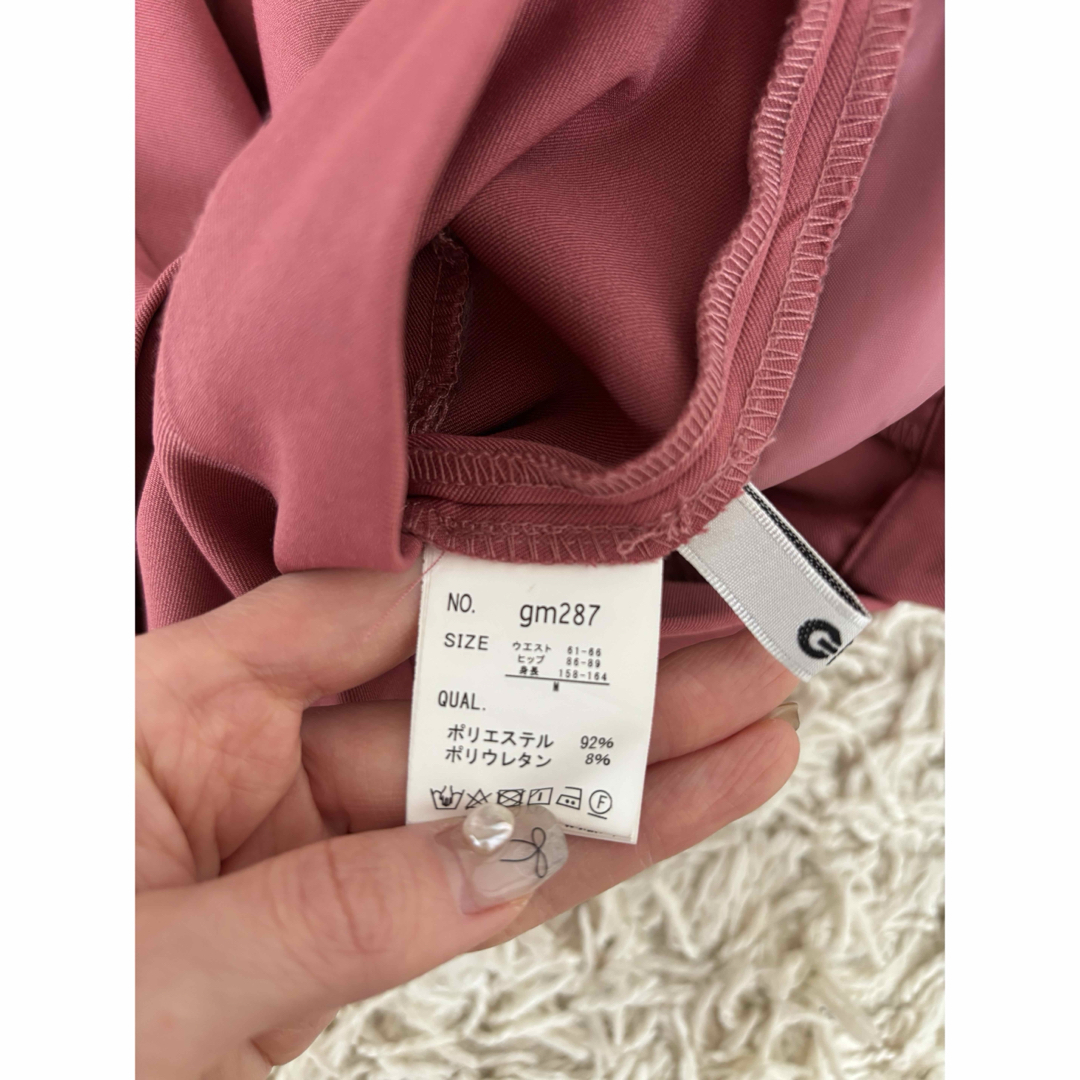 NO. gm287
SIZE ウエスト 61-66
ヒップ 86-89
身長 158-164
M
QUAL.
ポリエステル 92%
ポリウレタン 8%
F
G